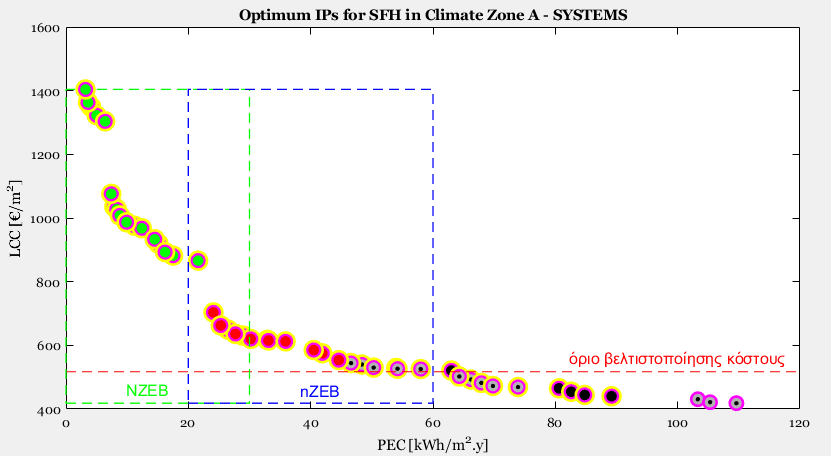 Optimum IPs for SFH in Climate Zone A - SYSTEMS
1600
1400
1200
1000
800
600
400
LCC [€/m²]
όριο βελτιστοποίησης κόστους
NZEB
nZEB
0
20
40
60
80
100
120
PEC [kWh/m².y]